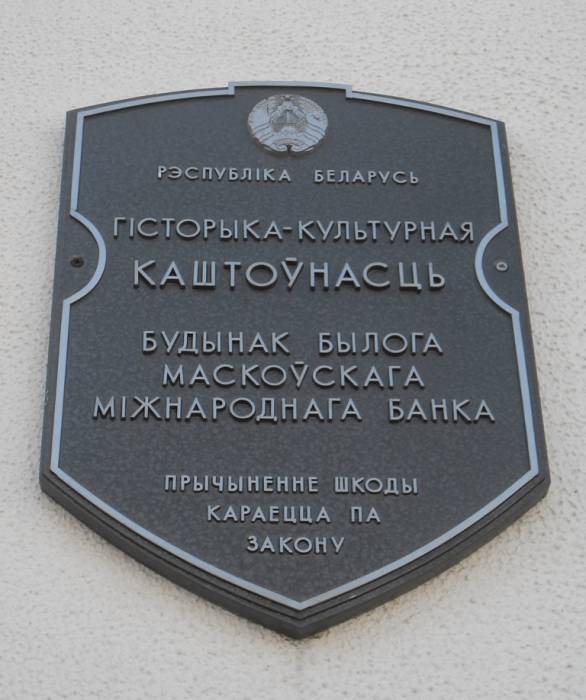 РЭСПУБЛІКА БЕЛАРУСЬ
ГІСТОРЫКА-КУЛЬТУРНАЯ
КАШТОЎНАСЦЬ
БУДЫНАК БЫЛОГА
МАСКОЎСКАГА
МІЖНАРОДНАГА БАНКА
ПРЫЧЫНЕННЕ ШКОДЫ
КАРАЕЦЦА ПА
ЗАКОНУ